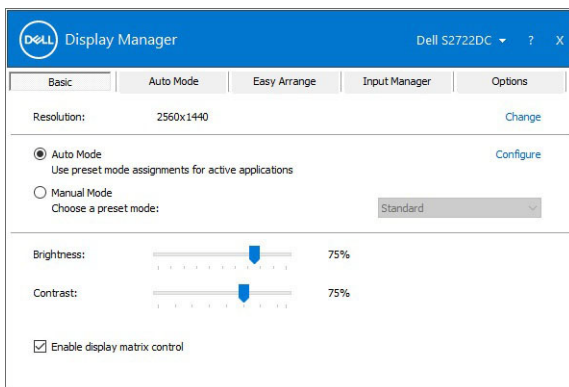 DELL Display Manager Dell S2722DC ? X
Basic Auto Mode Easy Arrange Input Manager Options
Resolution: 2560x1440 Change
Auto Mode Configure
Use preset mode assignments for active applications
Manual Mode
Choose a preset mode: Standard
Brightness: 75%
Contrast: 75%
Enable display matrix control